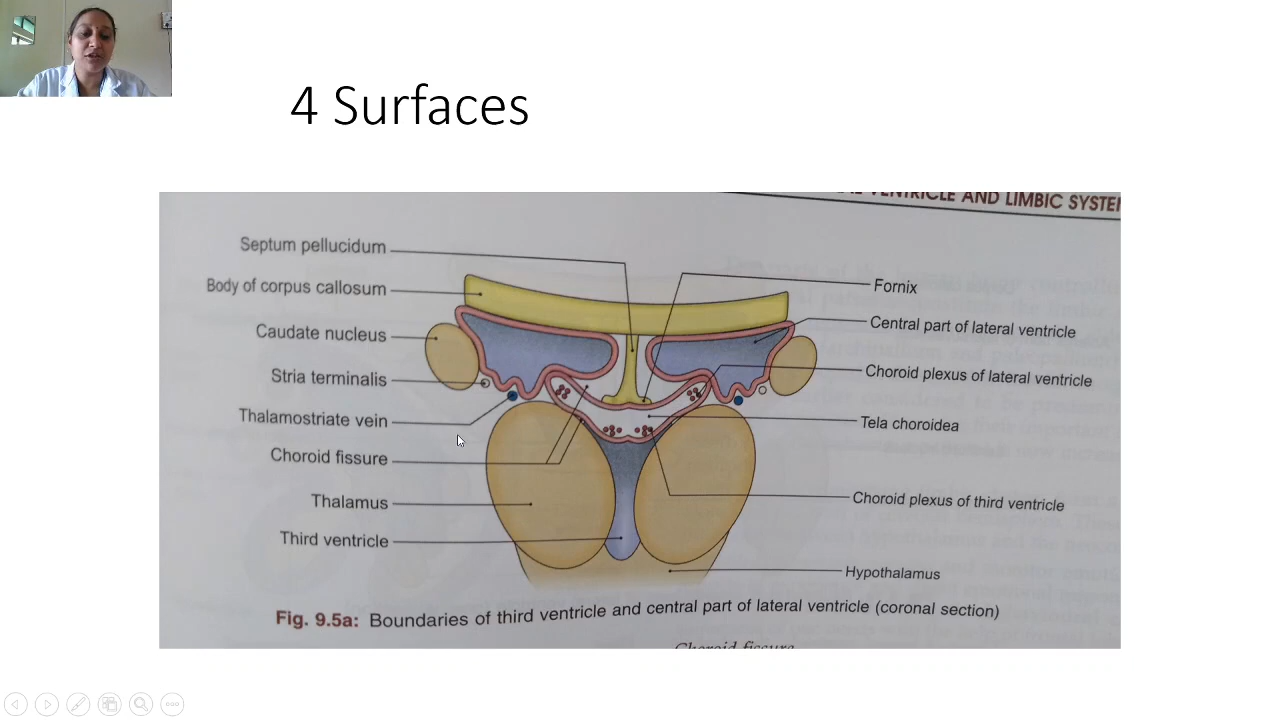 4 Surfaces
AL VENTRICLE AND LIMBIC SYSTEM
Septum pellucidum
Body of corpus callosum
Caudate nucleus
Stria terminalis
Thalamostriate vein
Choroid fissure
Thalamus
Third ventricle
Fornix
Central part of lateral ventricle
Choroid plexus of lateral ventricle
Tela choroidea
Choroid plexus of third ventricle
Hypothalamus
Fig. 9.5a: Boundaries of third ventricle and central part of lateral ventricle (coronal section)
Choroid fissure